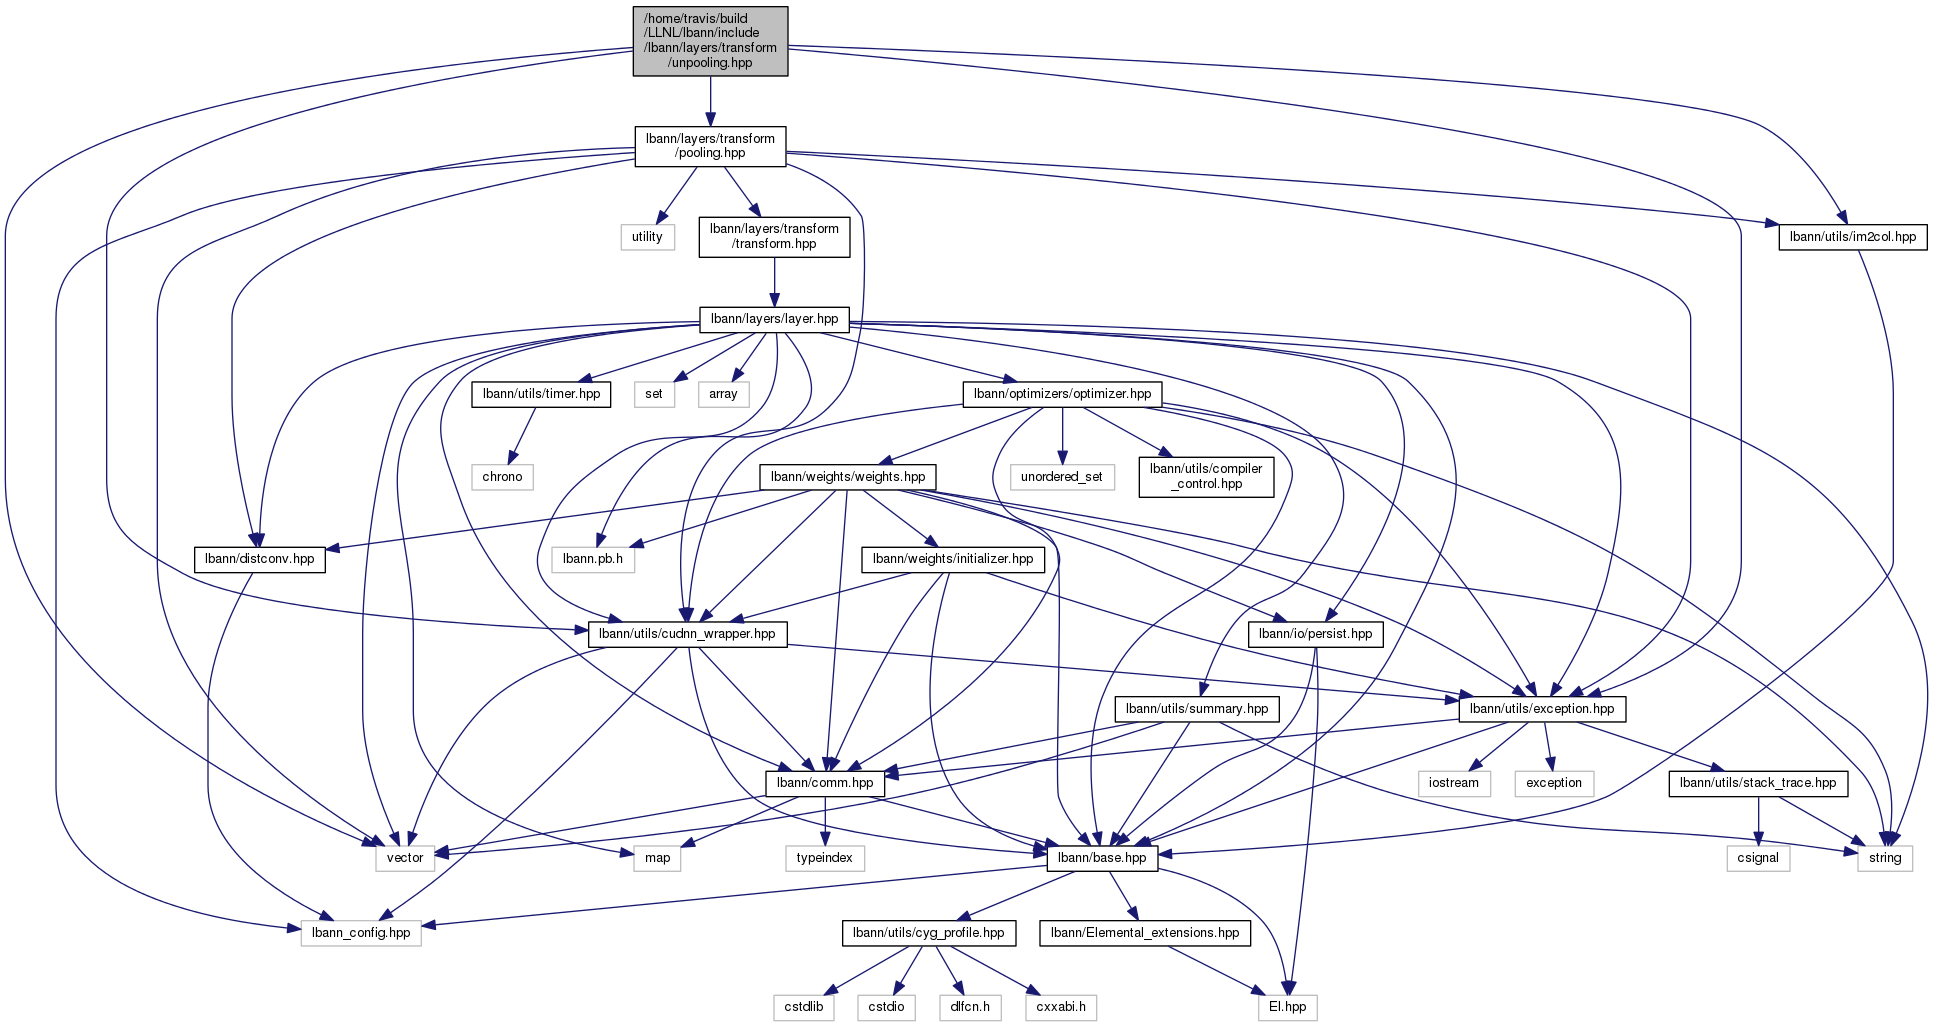 /home/travis/build
/LLNL/lbann/include
/lbann/layers/transform
/unpooling.hpp
lbann/layers/transform
/pooling.hpp
utility
lbann/layers/transform
/transform.hpp
lbann/utils/im2col.hpp
lbann/layers/layer.hpp
lbann/utils/timer.hpp
set
array
lbann/optimizers/optimizer.hpp
chrono
lbann/weights/weights.hpp
unordered_set
lbann/utils/compiler
_control.hpp
lbann/distconv.hpp
lbann.pb.h
lbann/weights/initializer.hpp
lbann/utils/cudnn_wrapper.hpp
lbann/io/persist.hpp
lbann/utils/summary.hpp
lbann/utils/exception.hpp
lbann/comm.hpp
iostream
exception
lbann/utils/stack_trace.hpp
vector
map
typeindex
lbann/base.hpp
csignal
string
lbann_config.hpp
lbann/utils/cyg_profile.hpp
lbann/Elemental_extensions.hpp
cstdlib
cstdio
dlfcn.h
cxxabi.h
El.hpp